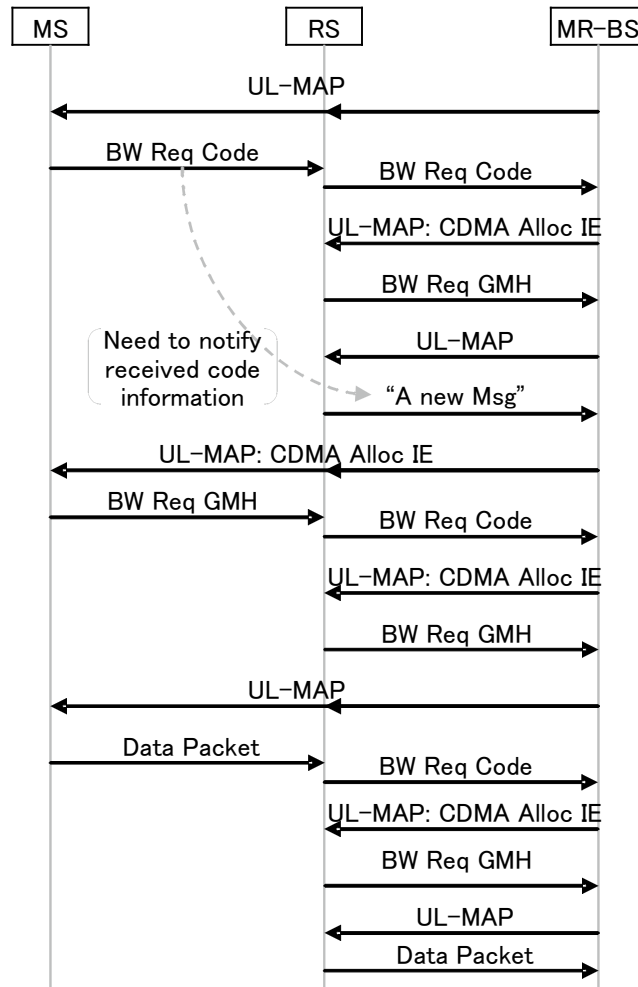 MS RS MR-BS
UL-MAP
BW Req Code
BW Req Code
UL-MAP: CDMA Alloc IE
BW Req GMH
Need to notify
received code
information
UL-MAP
“A new Msg”
UL-MAP: CDMA Alloc IE
BW Req GMH
BW Req Code
UL-MAP: CDMA Alloc IE
BW Req GMH
UL-MAP
Data Packet
BW Req Code
UL-MAP: CDMA Alloc IE
BW Req GMH
UL-MAP
Data Packet